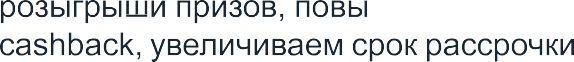 розыгрыши призов, повы
cashback, увеличиваем срок рассрочки